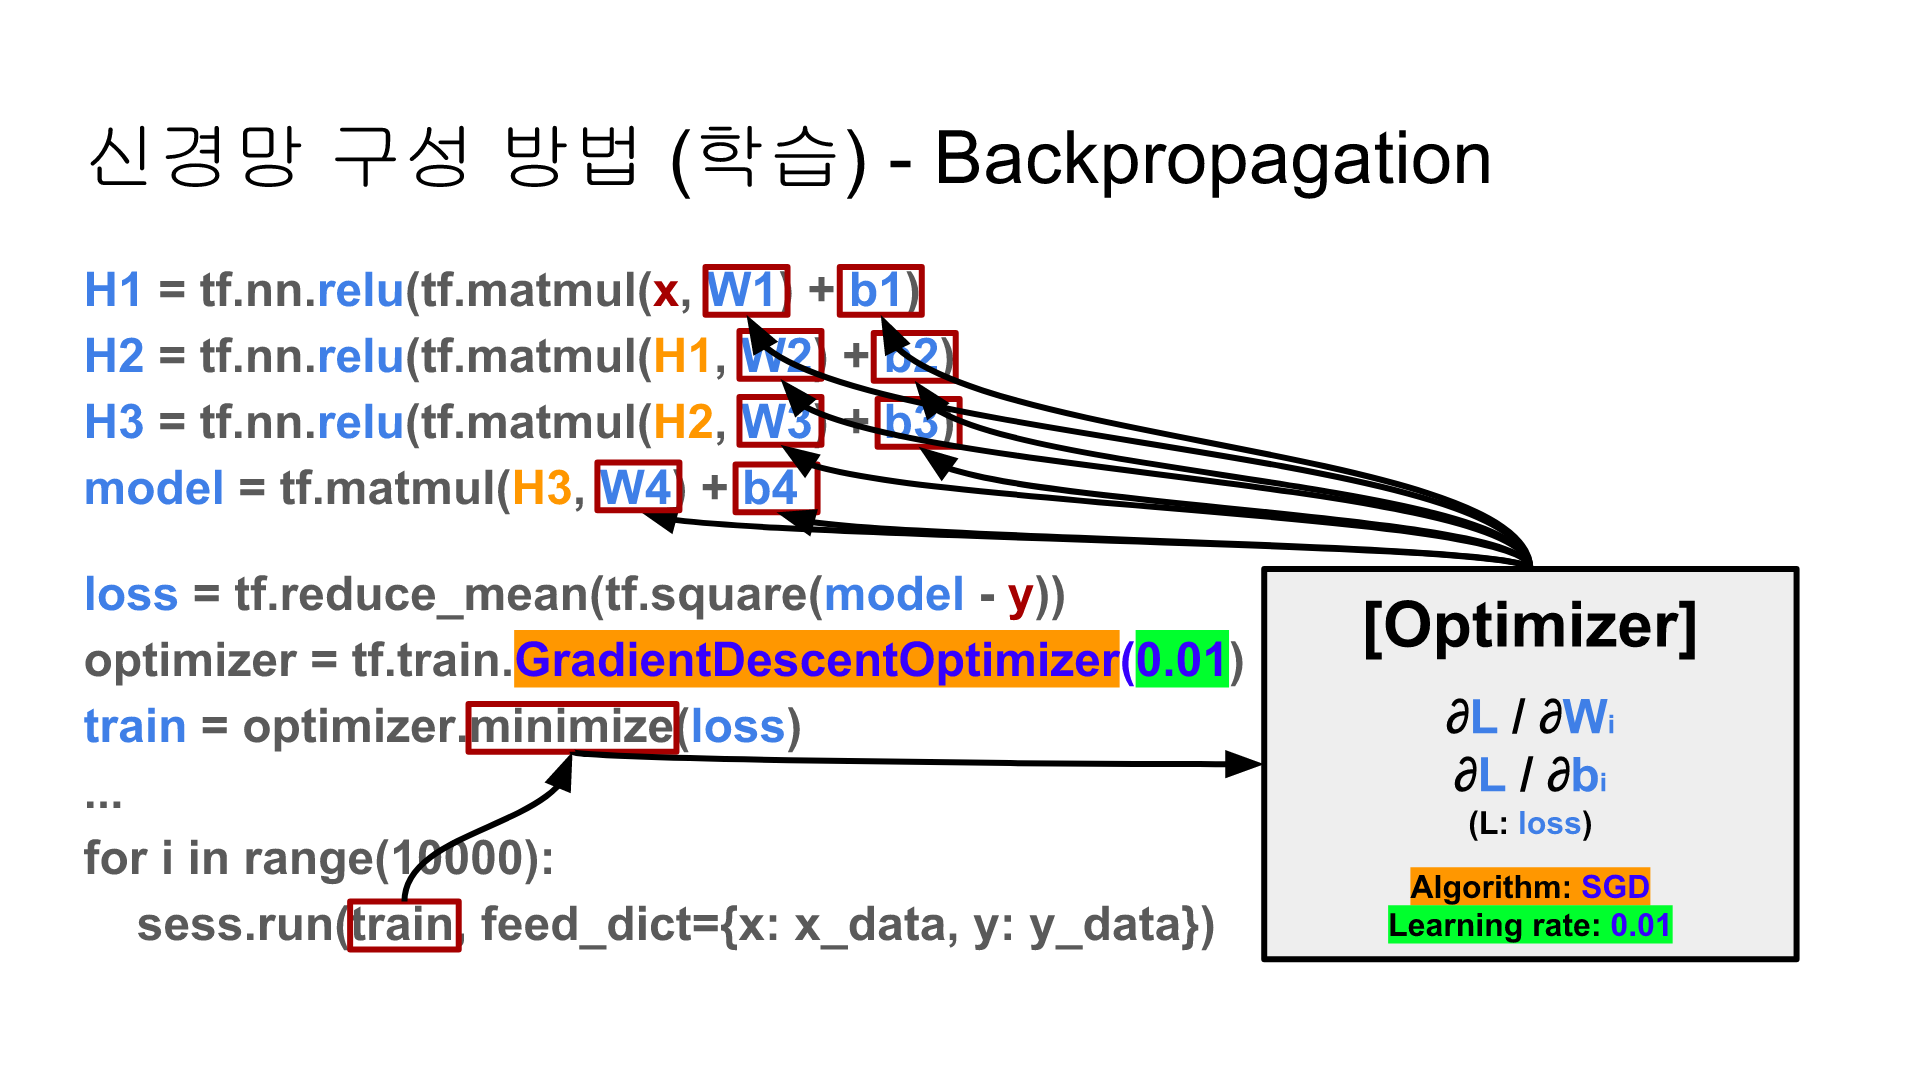 신경망 구성 방법 (학습) - Backpropagation
H1 = tf.nn.relu(tf.matmul(x, W1) + b1)
H2 = tf.nn.relu(tf.matmul(H1, W2) + b2)
H3 = tf.nn.relu(tf.matmul(H2, W3) + b3)
model = tf.matmul(H3, W4) + b4
loss = tf.reduce_mean(tf.square(model - y))
optimizer = tf.train.GradientDescentOptimizer(0.01)
train = optimizer.minimize(loss)
...
for i in range(10000):
sess.run(train, feed_dict={x: x_data, y: y_data})
[Optimizer]
∂L / ∂Wi
∂L / ∂bi
(L: loss)
Algorithm: SGD
Learning rate: 0.01